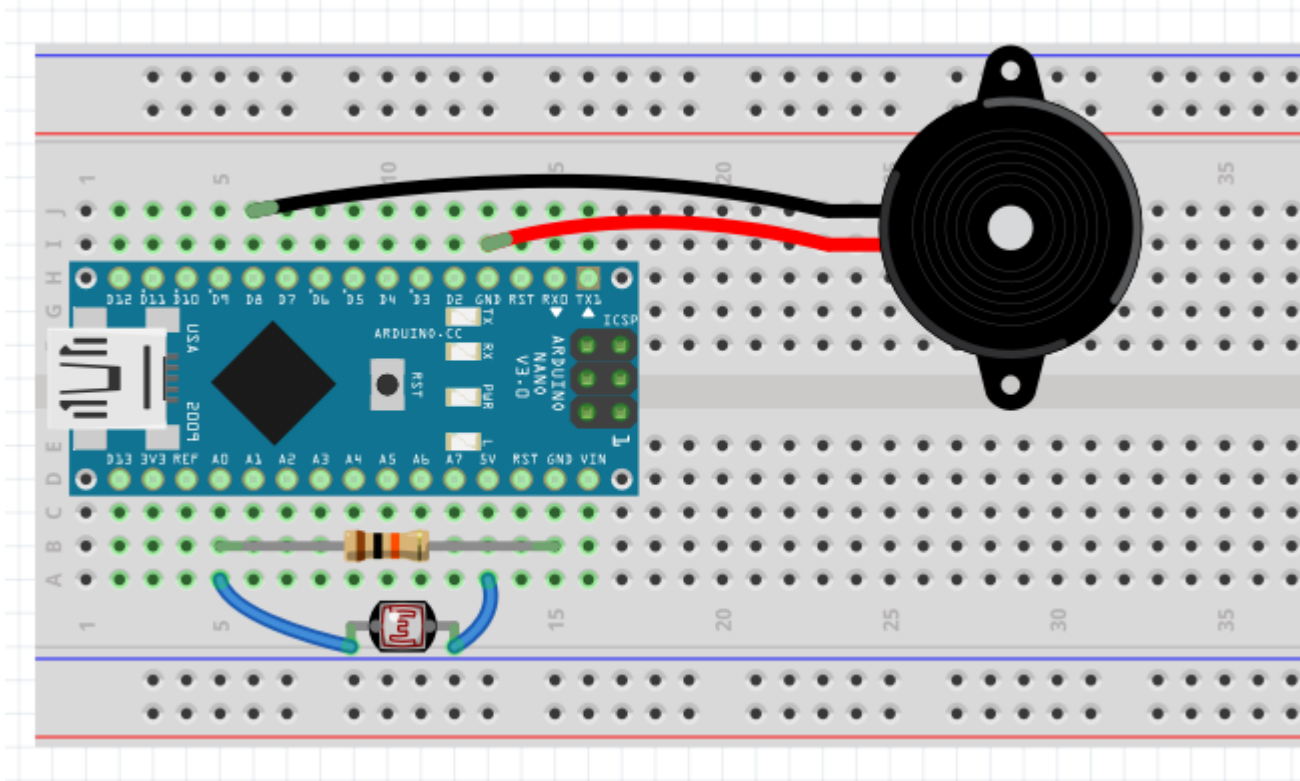 1 5 10 15 20 25 30 35
J
I
H
G
D12 D11 D10 D9 D8 D7 D6 D5 D4 D3 D2 GND RST RX0 TX1
TX
ICSP
ARDUINO.CC
USA
RX
RST
ARDUINO
NANO
V3.0
PWR
2009
L
1
E
D13 3V3 REF A0 A1 A2 A3 A4 A5 A6 A7 5V RST GND VIN
D
C
B
A
1 5 15 20 25 30 35